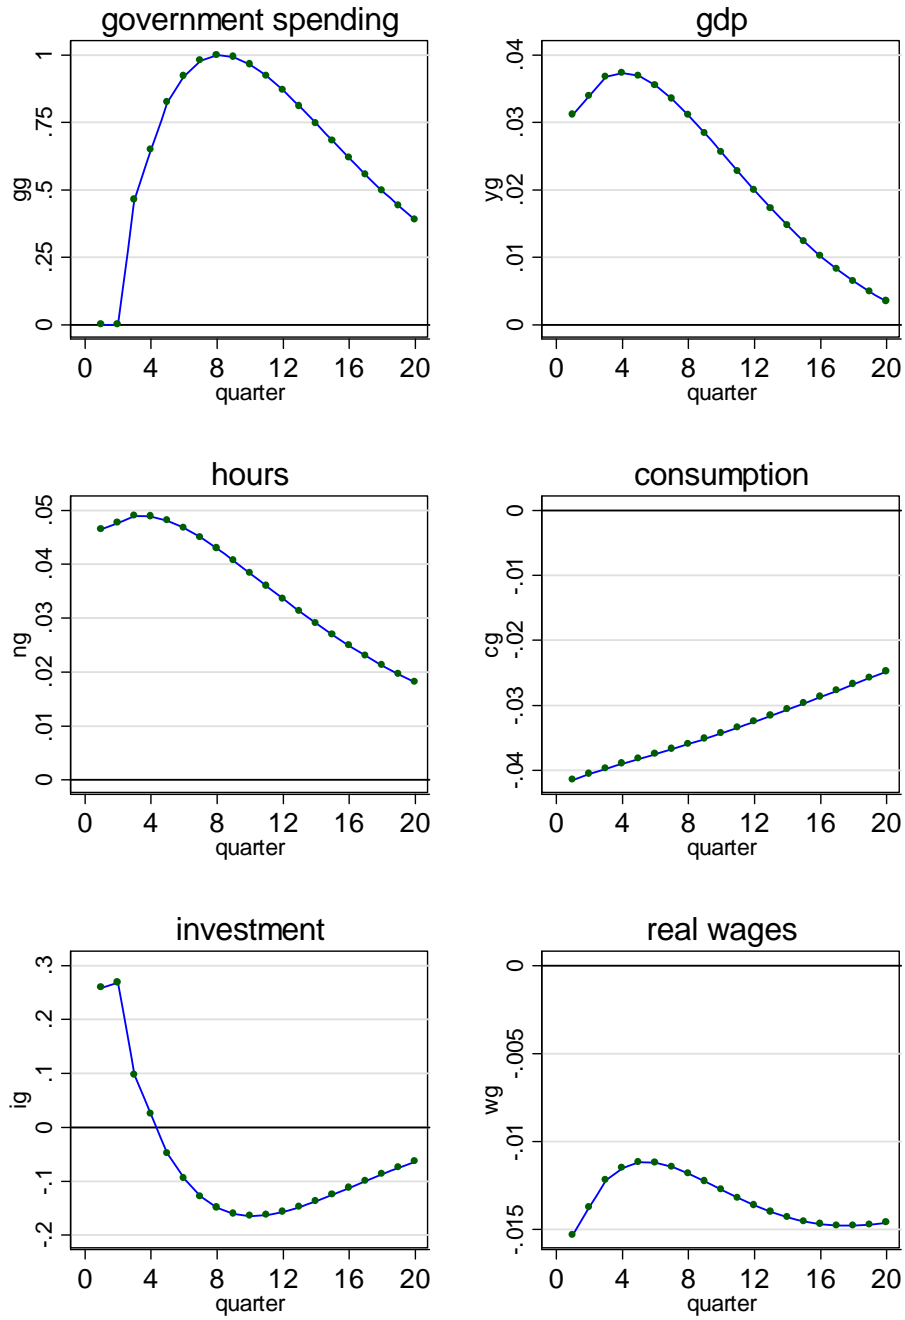 government spending
gg
0 .25 .5 .75 1
0 4 8 12 16 20
quarter
gdp
yg
0 .01 .02 .03 .04
0 4 8 12 16 20
quarter
hours
ng
0 .01 .02 .03 .04 .05
0 4 8 12 16 20
quarter
consumption
cg
-.04 -.03 -.02 -.01 0
0 4 8 12 16 20
quarter
investment
ig
-.2 -.1 0 .1 .2 .3
0 4 8 12 16 20
quarter
real wages
wg
-.015 -.01 -.005 0
0 4 8 12 16 20
quarter